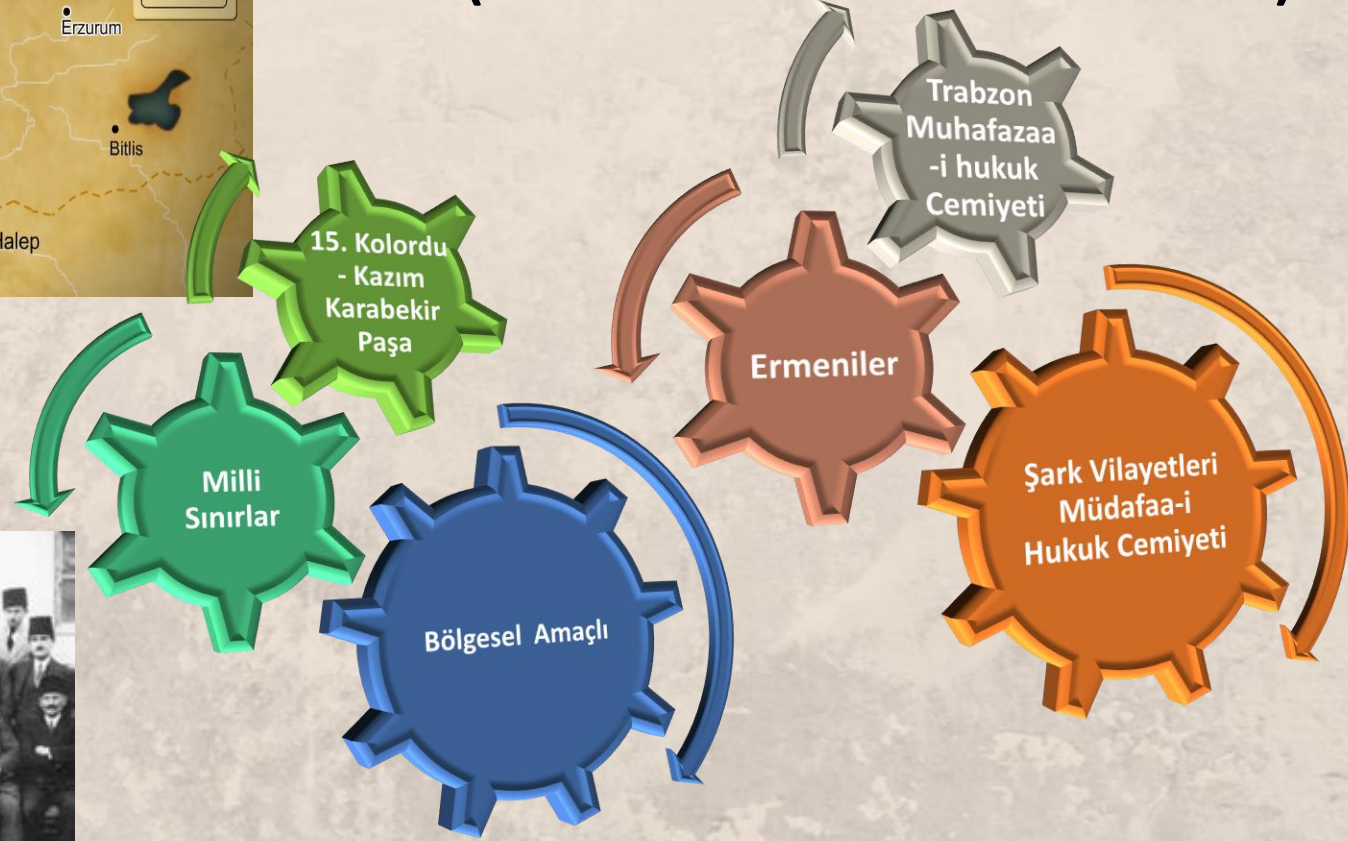 Erzurum
Bitlis
Halep
15. Kolordu
- Kazım
Karabekir
Paşa
Milli
Sınırlar
Bölgesel Amaçlı
Trabzon
Muhafazaa
-i hukuk
Cemiyeti
Ermeniler
Şark Vilayetleri
Müdafaa-i
Hukuk Cemiyeti